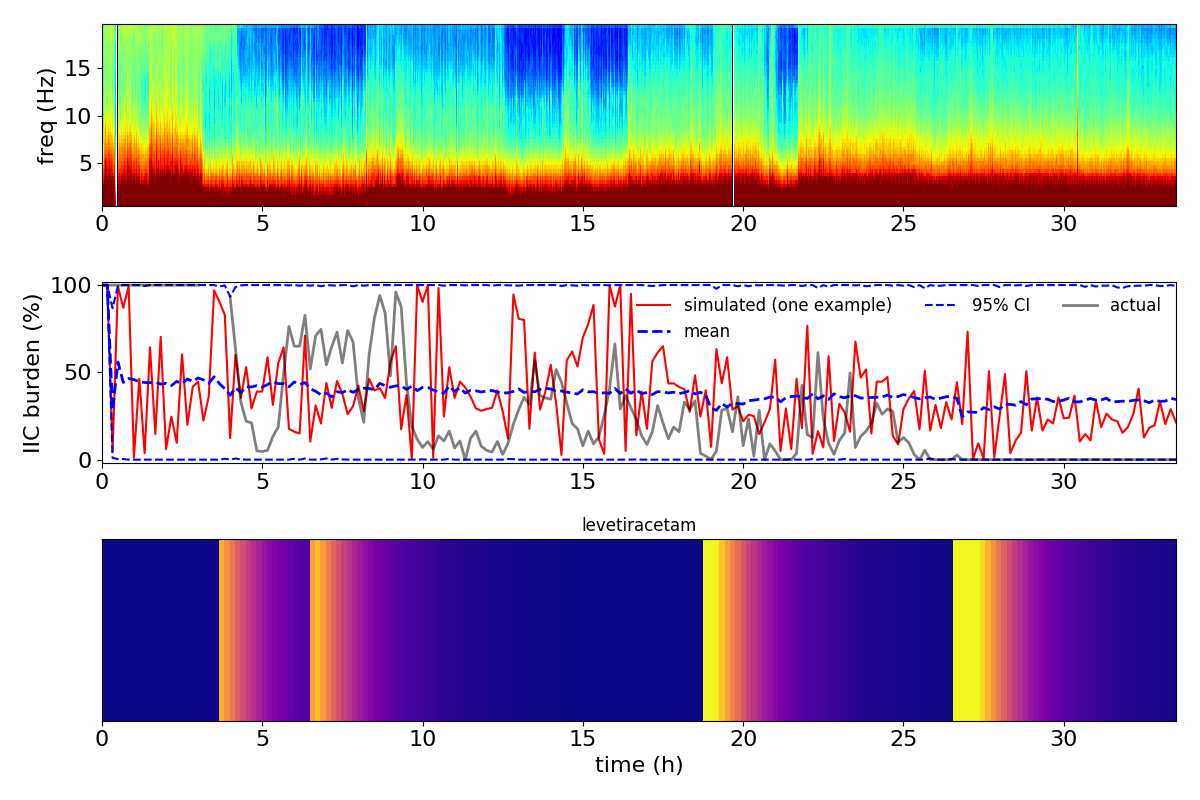 freq (Hz)
15
10
5
0 5 10 15 20 25 30
IIC burden (%)
100
50
0
simulated (one example)
mean
95% CI
actual
0 5 10 15 20 25 30
levetiracetam
0 5 10 15 20 25 30
time (h)